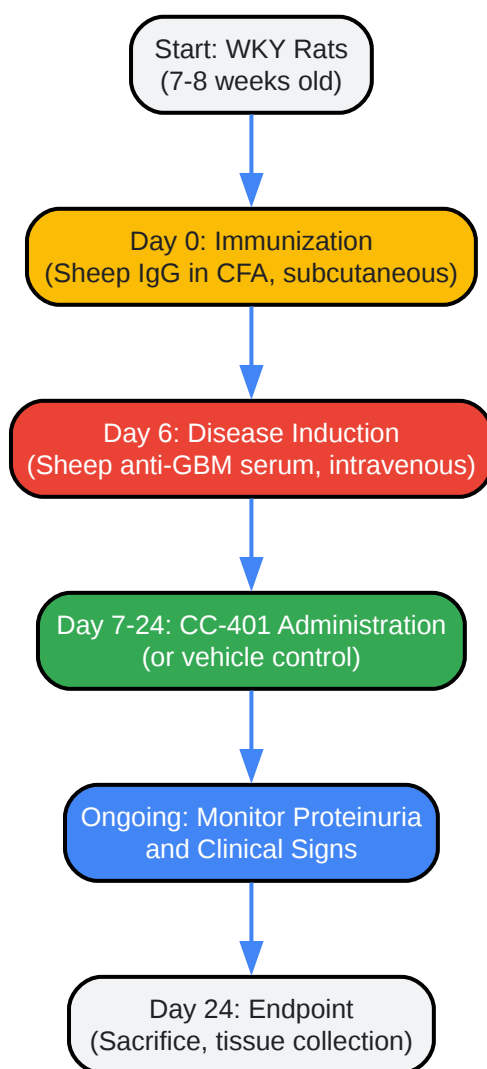 Start: WKY Rats
(7-8 weeks old)
Day 0: Immunization
(Sheep IgG in CFA, subcutaneous)
Day 6: Disease Induction
(Sheep anti-GBM serum, intravenous)
Day 7-24: CC-401 Administration
(or vehicle control)
Ongoing: Monitor Proteinuria
and Clinical Signs
Day 24: Endpoint
(Sacrifice, tissue collection)